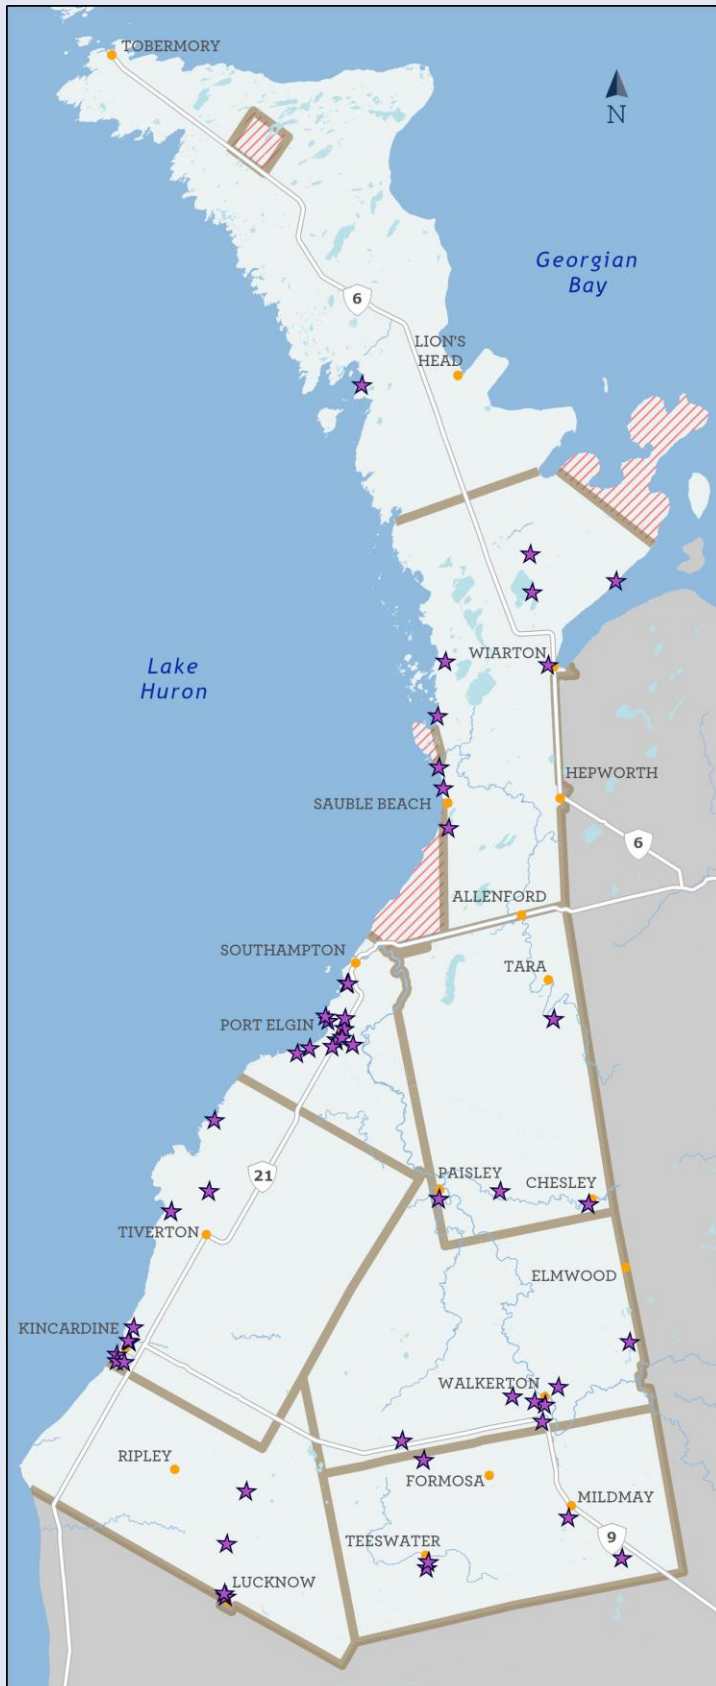 TOBERMORY
N
Georgian
Bay
6
LION'S
HEAD
Lake
Huron
WIARTON
HEPWORTH
SAUBLE BEACH
6
ALLENFORD
SOUTHAMPTON
TARA
PORT ELGIN
21
PAISLEY
CHESLEY
TIVERTON
ELMWOOD
KINCARDINE
WALKERTON
RIPLEY
FORMOSA
MILDMAY
TEESWATER
9
LUCKNOW